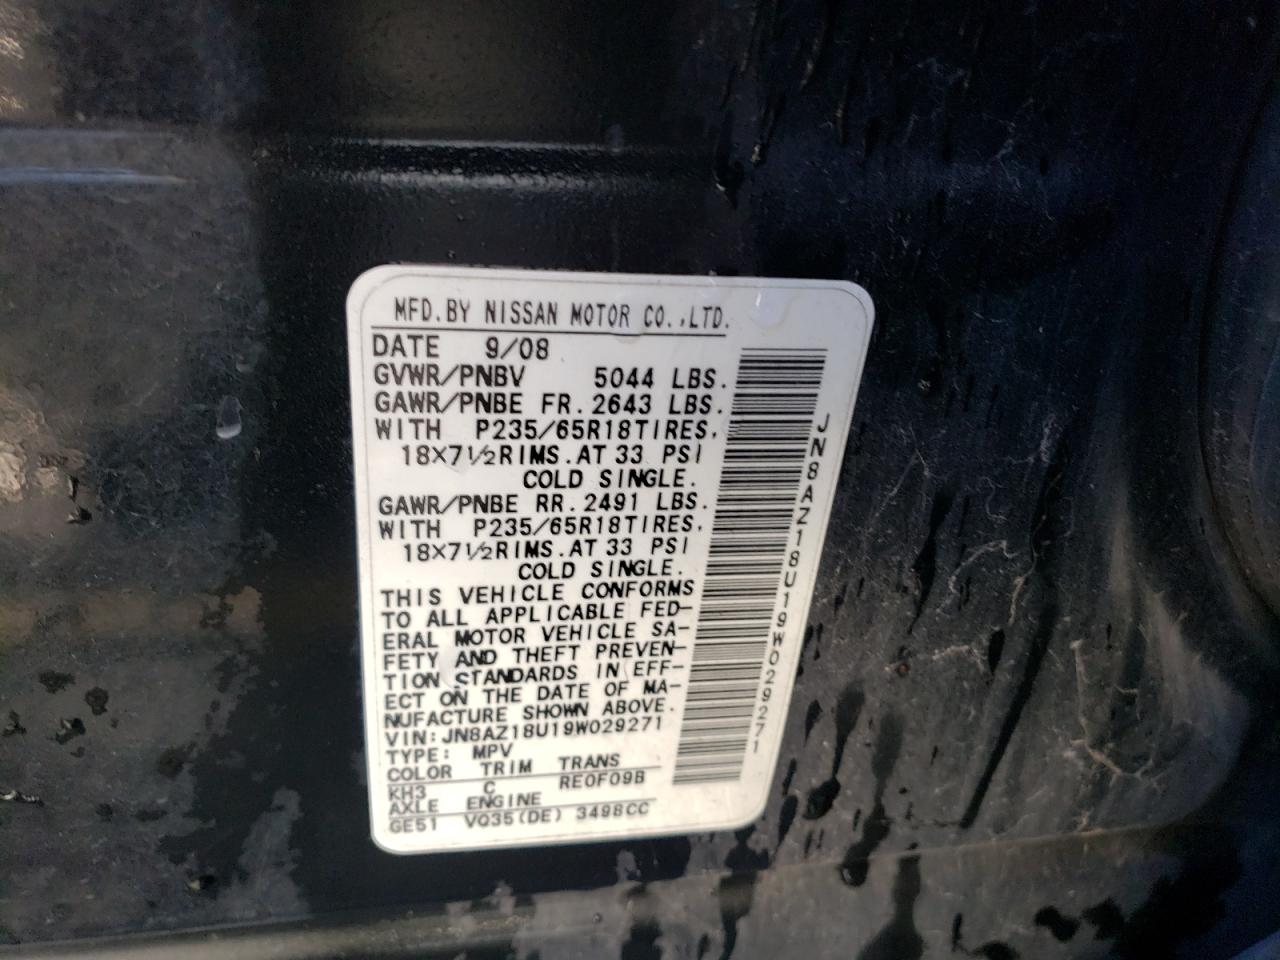 MFD.BY NISSAN MOTOR CO.,LTD.
DATE 9/08
GVWR/PNBV 5044 LBS.
GAWR/PNBE FR.2643 LBS.
WITH P235/65R18TIRES.
18×7½RIMS.AT 33 PSI
COLD SINGLE.
GAWR/PNBE RR.2491 LBS.
WITH P235/65R18TIRES.
18×7½RIMS.AT 33 PSI
COLD SINGLE.
THIS VEHICLE CONFORMS
TO ALL APPLICABLE FED-
ERAL MOTOR VEHICLE SA-
FETY AND THEFT PREVEN-
TION STANDARDS IN EFF-
ECT ON THE DATE OF MA-
NUFACTURE SHOWN ABOVE.
VIN:JN8AZ18U19W029271
TYPE: MPV
COLOR TRIM TRANS
KH3 C RE0F09B
AXLE ENGINE
GE51 VQ35(DE) 3498CC
JN8AZ18U19W029271